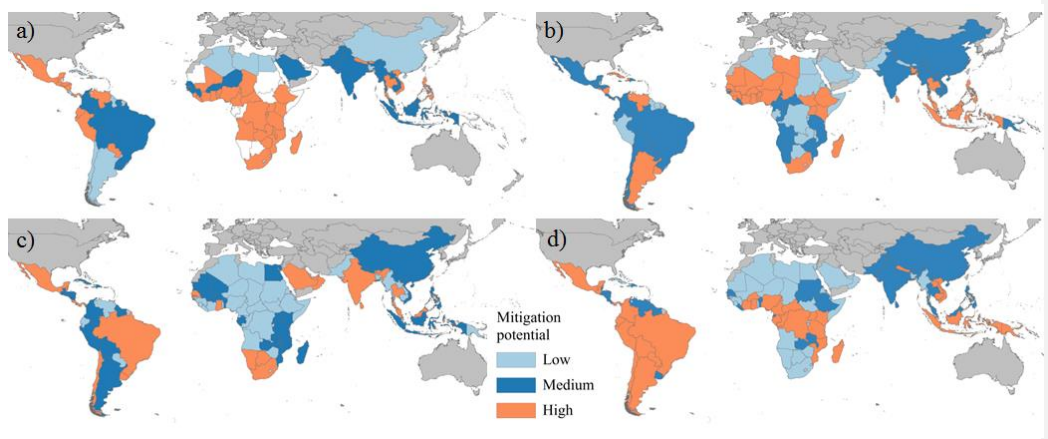 a)
b)
c)
d)
Mitigation
potential
Low
Medium
High